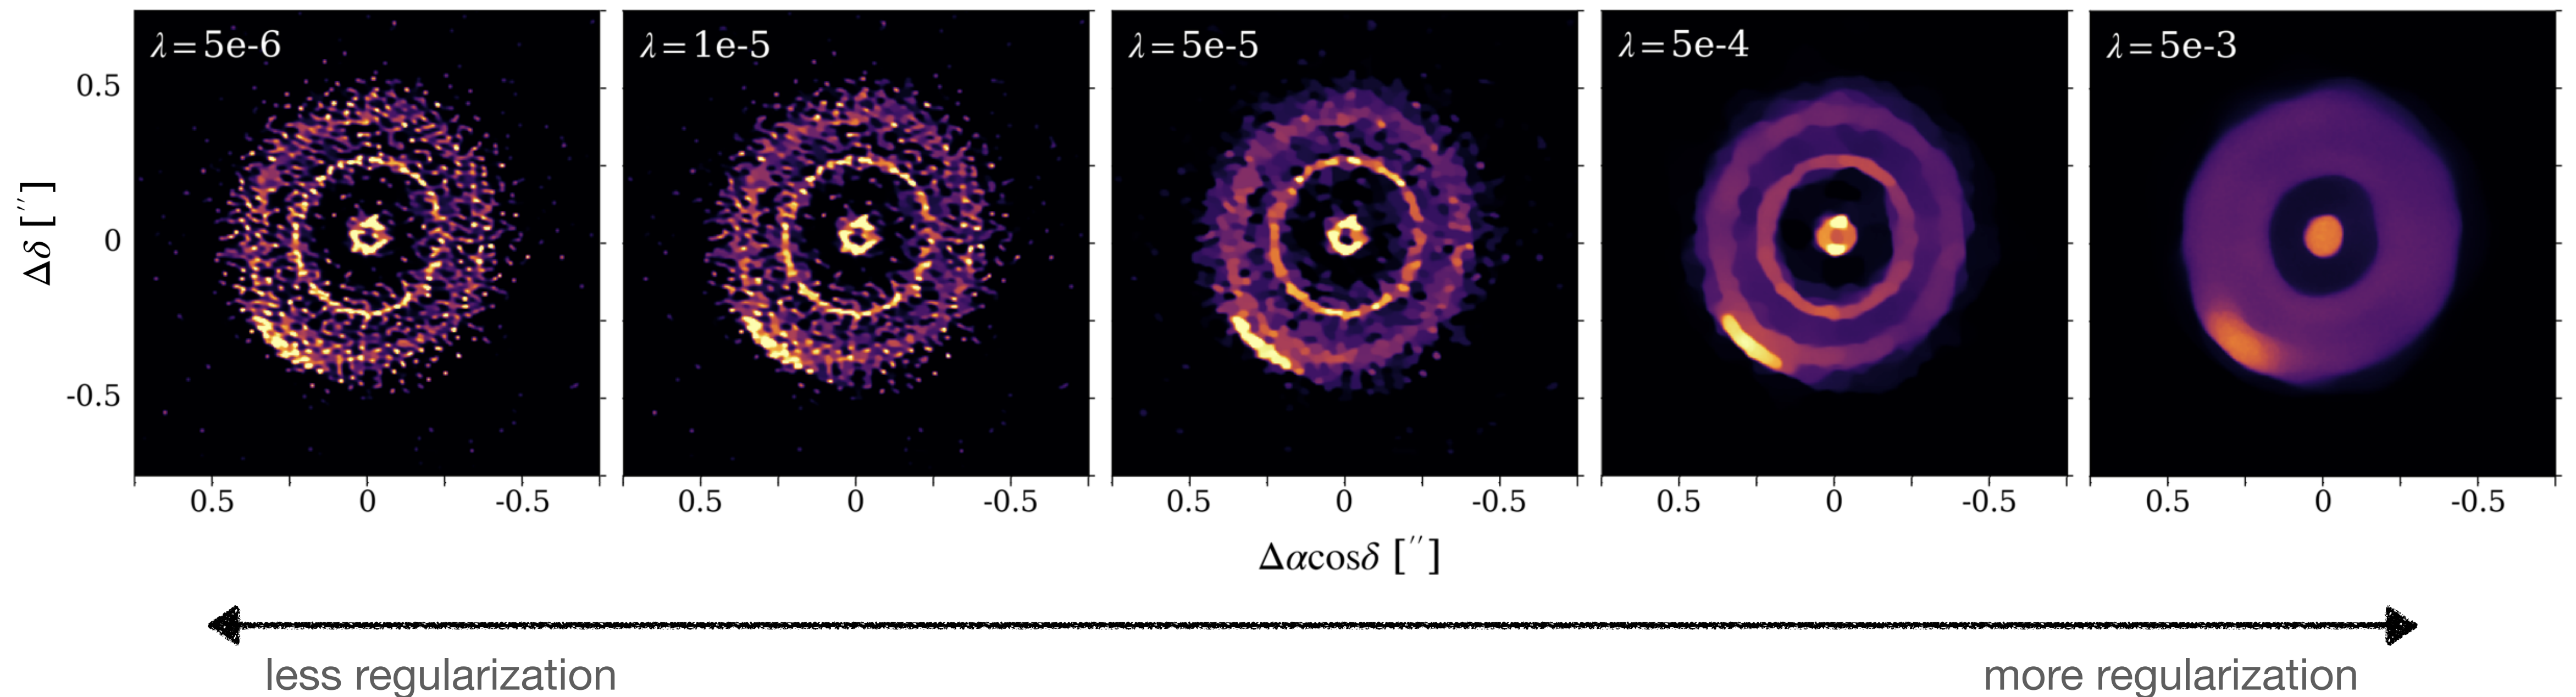 λ = 5e-6
λ = 1e-5
λ = 5e-5
λ = 5e-4
λ = 5e-3
0.5
0
-0.5
Δδ [″]
0.5 0 -0.5
0.5 0 -0.5
0.5 0 -0.5
0.5 0 -0.5
0.5 0 -0.5
Δαcosδ [″]
less regularization
more regularization